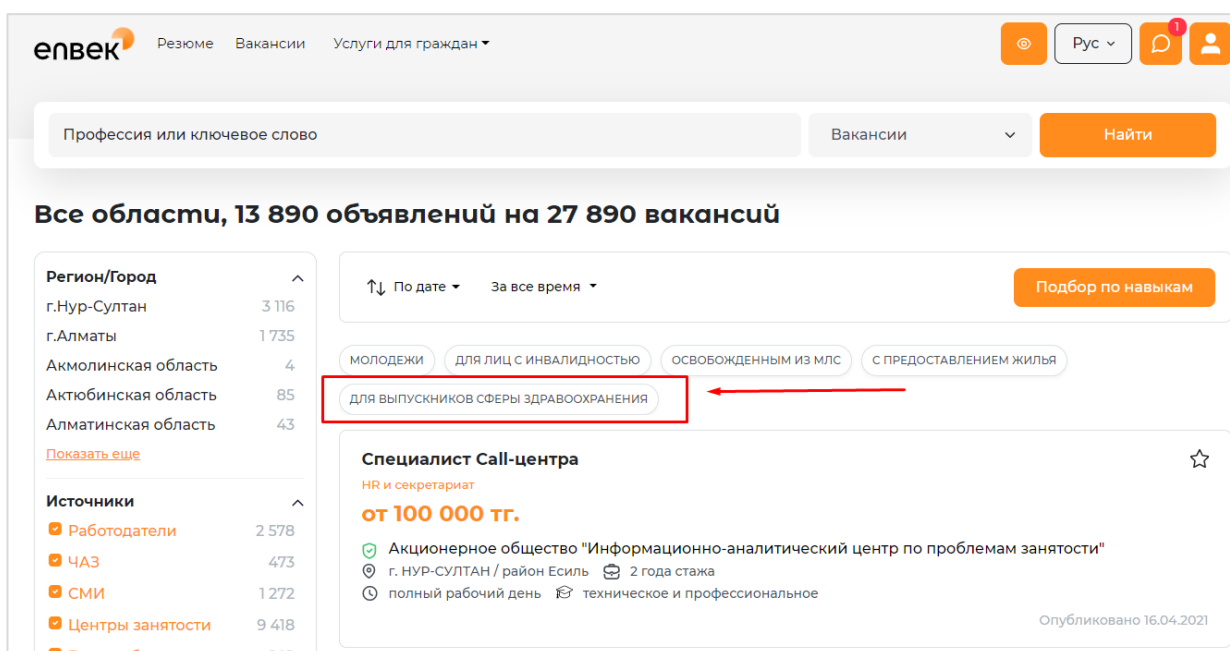 еnbек Резюме Вакансии Услуги для граждан Рус 1
Профессия или ключевое слово Вакансии Найти
Все области, 13 890 объявлений на 27 890 вакансий
Регион/Город
г.Нур-Султан 3 116
г.Алматы 1 735
Акмолинская область 4
Актюбинская область 85
Алматинская область 43
Показать еще
Источники
Работодатели 2 578
ЧАЗ 473
СМИ 1 272
Центры занятости 9 418
По дате За все время Подбор по навыкам
МОЛОДЕЖИ ДЛЯ ЛИЦ С ИНВАЛИДНОСТЬЮ ОСВОБОЖДЕННЫМ ИЗ МЛС С ПРЕДОСТАВЛЕНИЕМ ЖИЛЬЯ
ДЛЯ ВЫПУСКНИКОВ СФЕРЫ ЗДРАВООХРАНЕНИЯ
Специалист Call-центра
HR и секретариат
от 100 000 тг.
Акционерное общество "Информационно-аналитический центр по проблемам занятости"
г. НУР-СУЛТАН / район Есиль 2 года стажа
полный рабочий день техническое и профессиональное
Опубликовано 16.04.2021